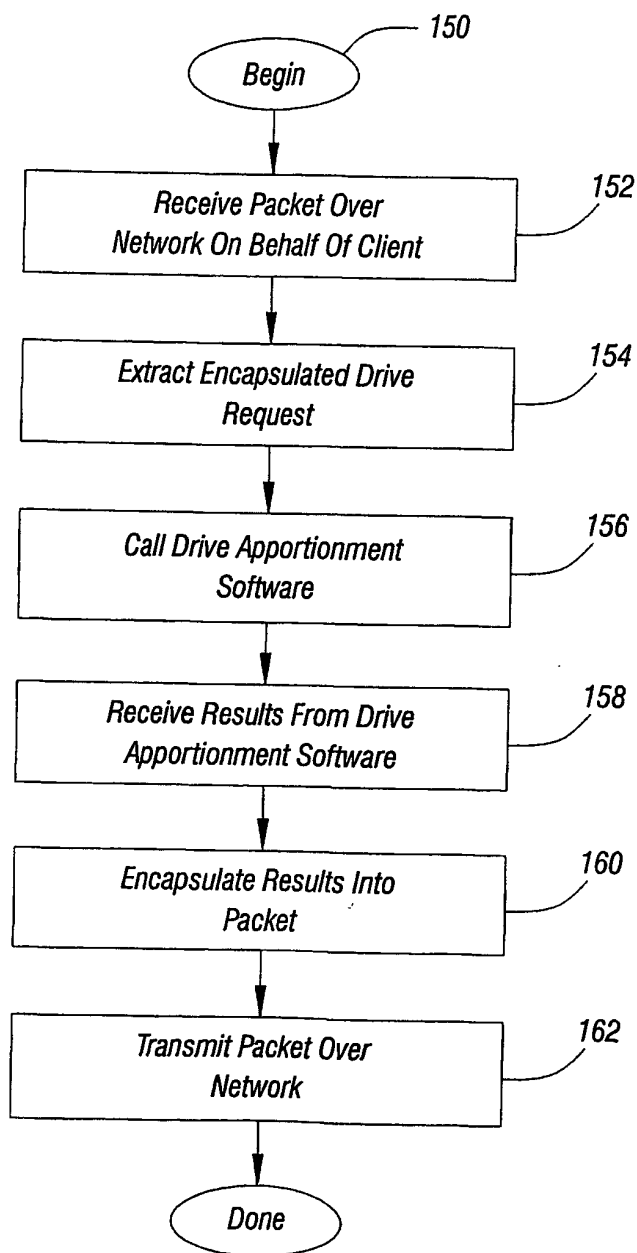 150
Begin
152
Receive Packet Over
Network On Behalf Of Client
154
Extract Encapsulated Drive
Request
156
Call Drive Apportionment
Software
158
Receive Results From Drive
Apportionment Software
160
Encapsulate Results Into
Packet
162
Transmit Packet Over
Network
Done